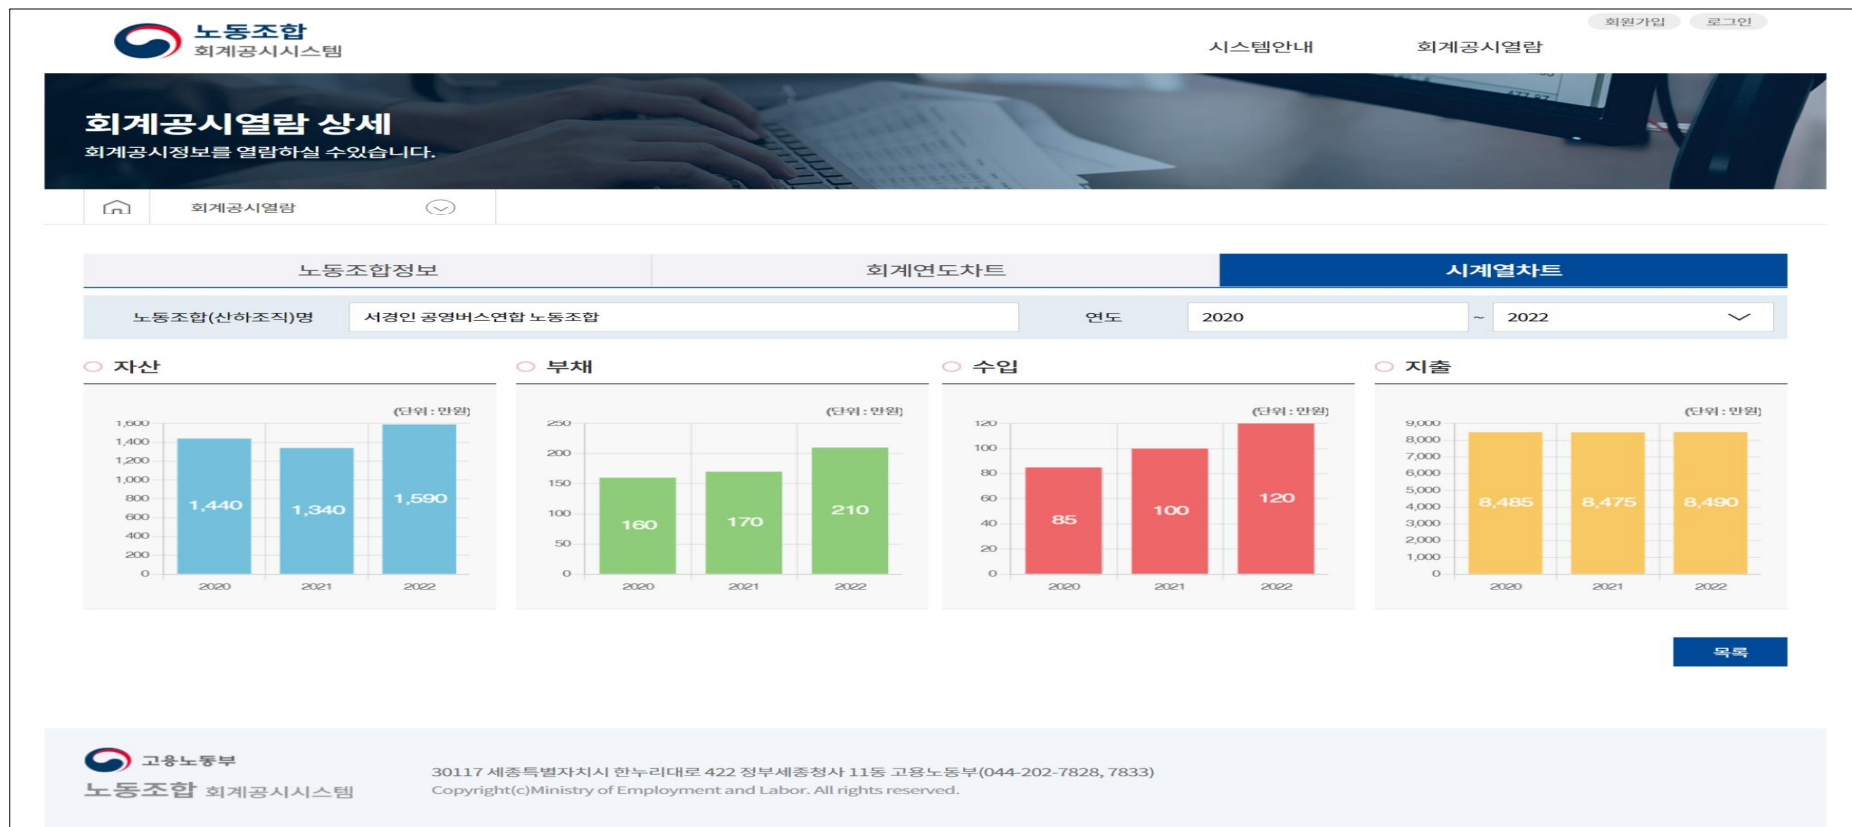 노동조합
회계공시시스템
회원가입 로그인
시스템안내 회계공시열람
회계공시열람 상세
회계공시정보를 열람하실 수있습니다.
회계공시열람
노동조합정보 회계연도차트 시계열차트
노동조합(산하조직)명 서경인 공영버스연합 노동조합 연도 2020 ~ 2022
자산
(단위 : 만원)
1,600
1,400
1,200
1,000
800
600
400
200
0
1,440 1,340 1,590
2020 2021 2022
부채
(단위 : 만원)
250
200
150
100
50
0
160 170 210
2020 2021 2022
수입
(단위 : 만원)
120
100
80
60
40
20
0
85 100 120
2020 2021 2022
지출
(단위 : 만원)
9,000
8,000
7,000
6,000
5,000
4,000
3,000
2,000
1,000
0
8,485 8,475 8,490
2020 2021 2022
목록
고용노동부
노동조합 회계공시시스템
30117 세종특별자치시 한누리대로 422 정부세종청사 11동 고용노동부(044-202-7828, 7833)
Copyright(c)Ministry of Employment and Labor. All rights reserved.